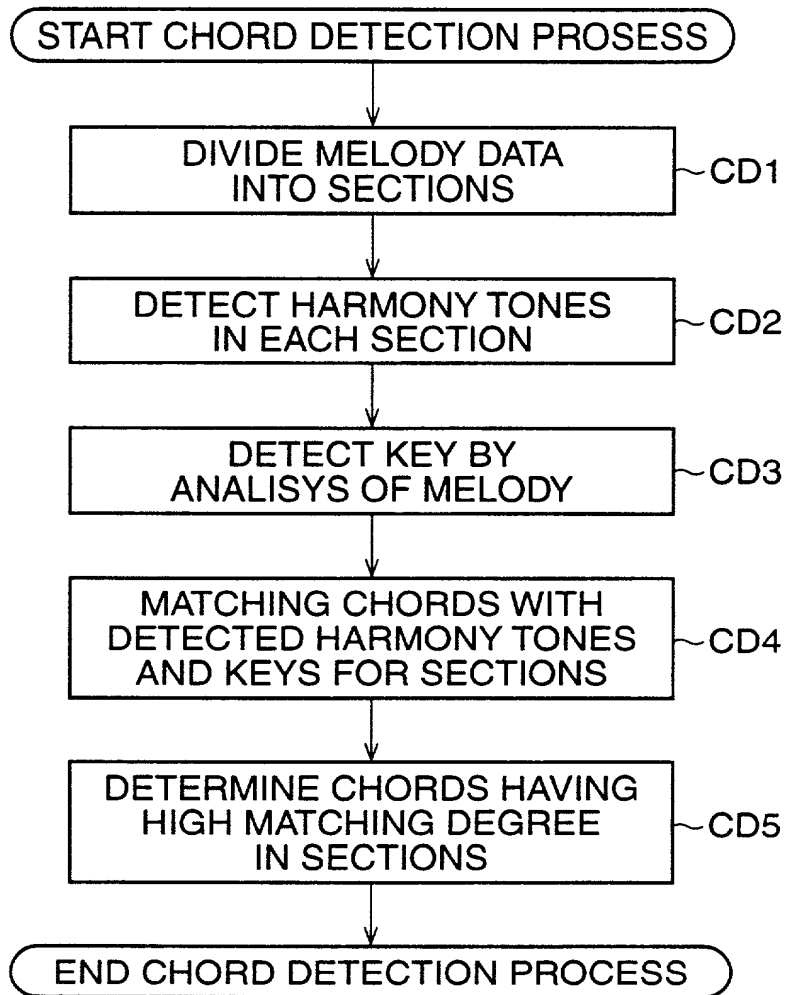 START CHORD DETECTION PROSESS
DIVIDE MELODY DATA
INTO SECTIONS
CD1
DETECT HARMONY TONES
IN EACH SECTION
CD2
DETECT KEY BY
ANALISYS OF MELODY
CD3
MATCHING CHORDS WITH
DETECTED HARMONY TONES
AND KEYS FOR SECTIONS
CD4
DETERMINE CHORDS HAVING
HIGH MATCHING DEGREE
IN SECTIONS
CD5
END CHORD DETECTION PROCESS